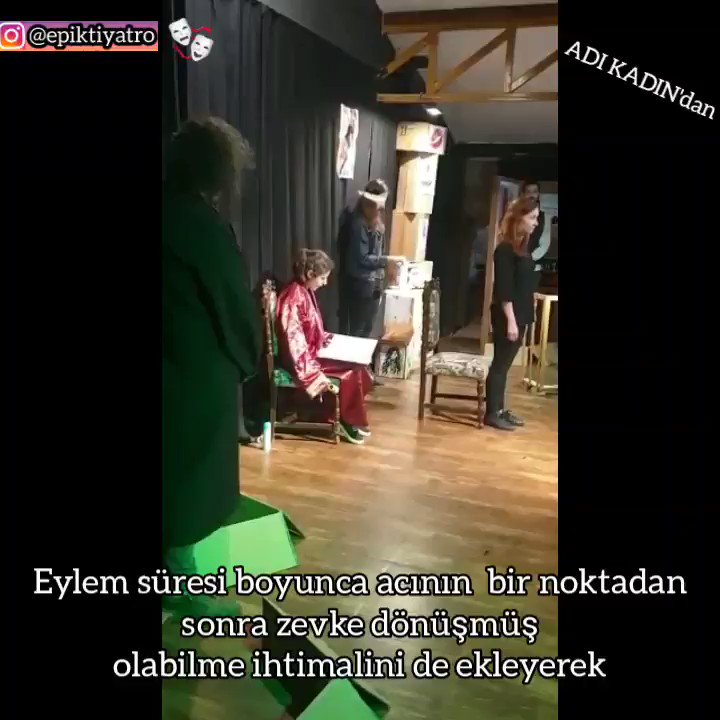 @epiktiyatro
ADI KADIN'dan
Eylem süresi boyunca acının bir noktadan
sonra zevke dönüşmüş
olabilme ihtimalini de ekleyerek